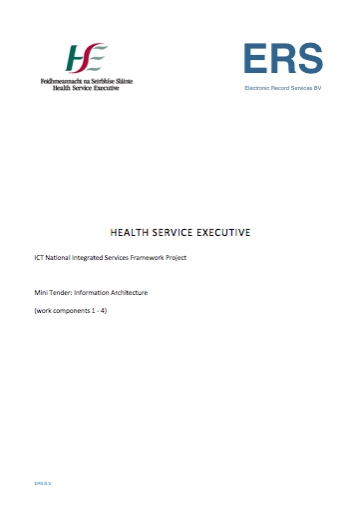 HSE
Feidhmeannacht na Seirbhíse Sláinte
Health Service Executive
ERS
Electronic Record Services BV
HEALTH SERVICE EXECUTIVE
ICT National Integrated Services Framework Project
Mini Tender: Information Architecture
(work components 1 - 4)
ERS B.V.